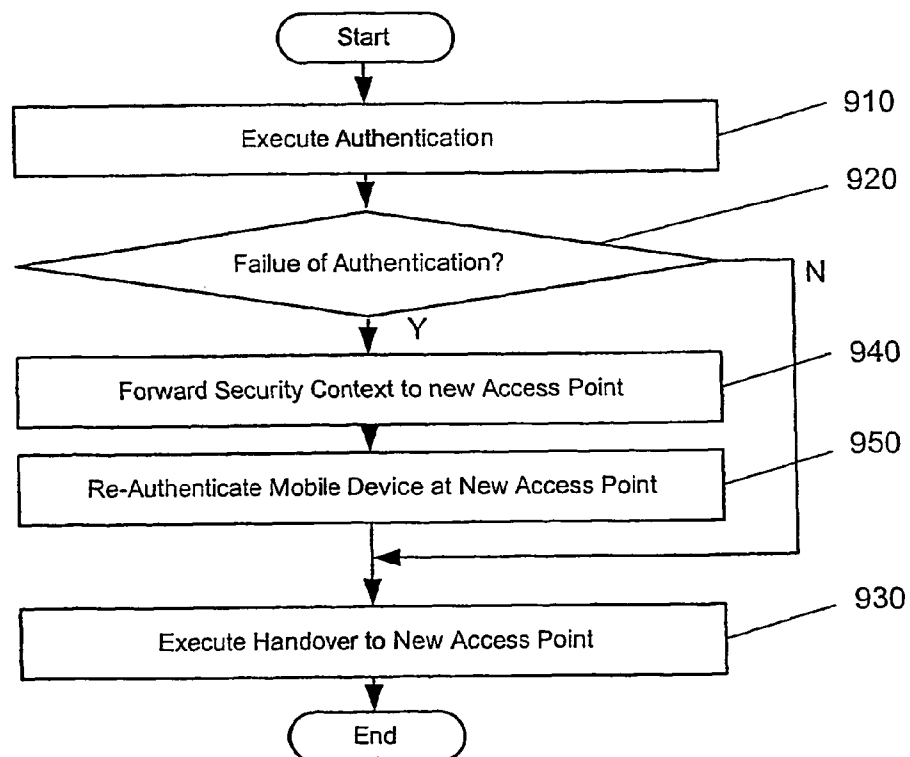 Start
910
Execute Authentication
920
Failue of Authentication?
N
Y
940
Forward Security Context to new Access Point
950
Re-Authenticate Mobile Device at New Access Point
930
Execute Handover to New Access Point
End